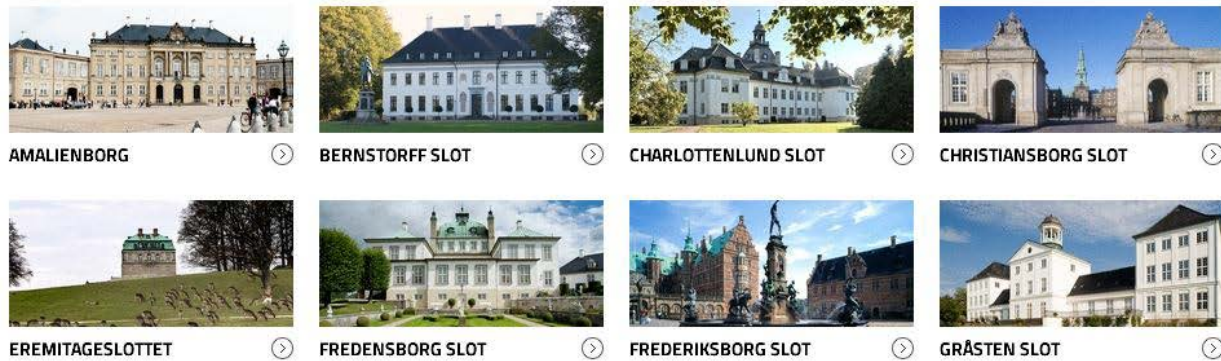 AMALIENBORG
BERNSTORFF SLOT
CHARLOTTENLUND SLOT
CHRISTIANSBORG SLOT
EREMITAGESLOTTET
FREDENSBORG SLOT
FREDERIKSBORG SLOT
GRÅSTEN SLOT